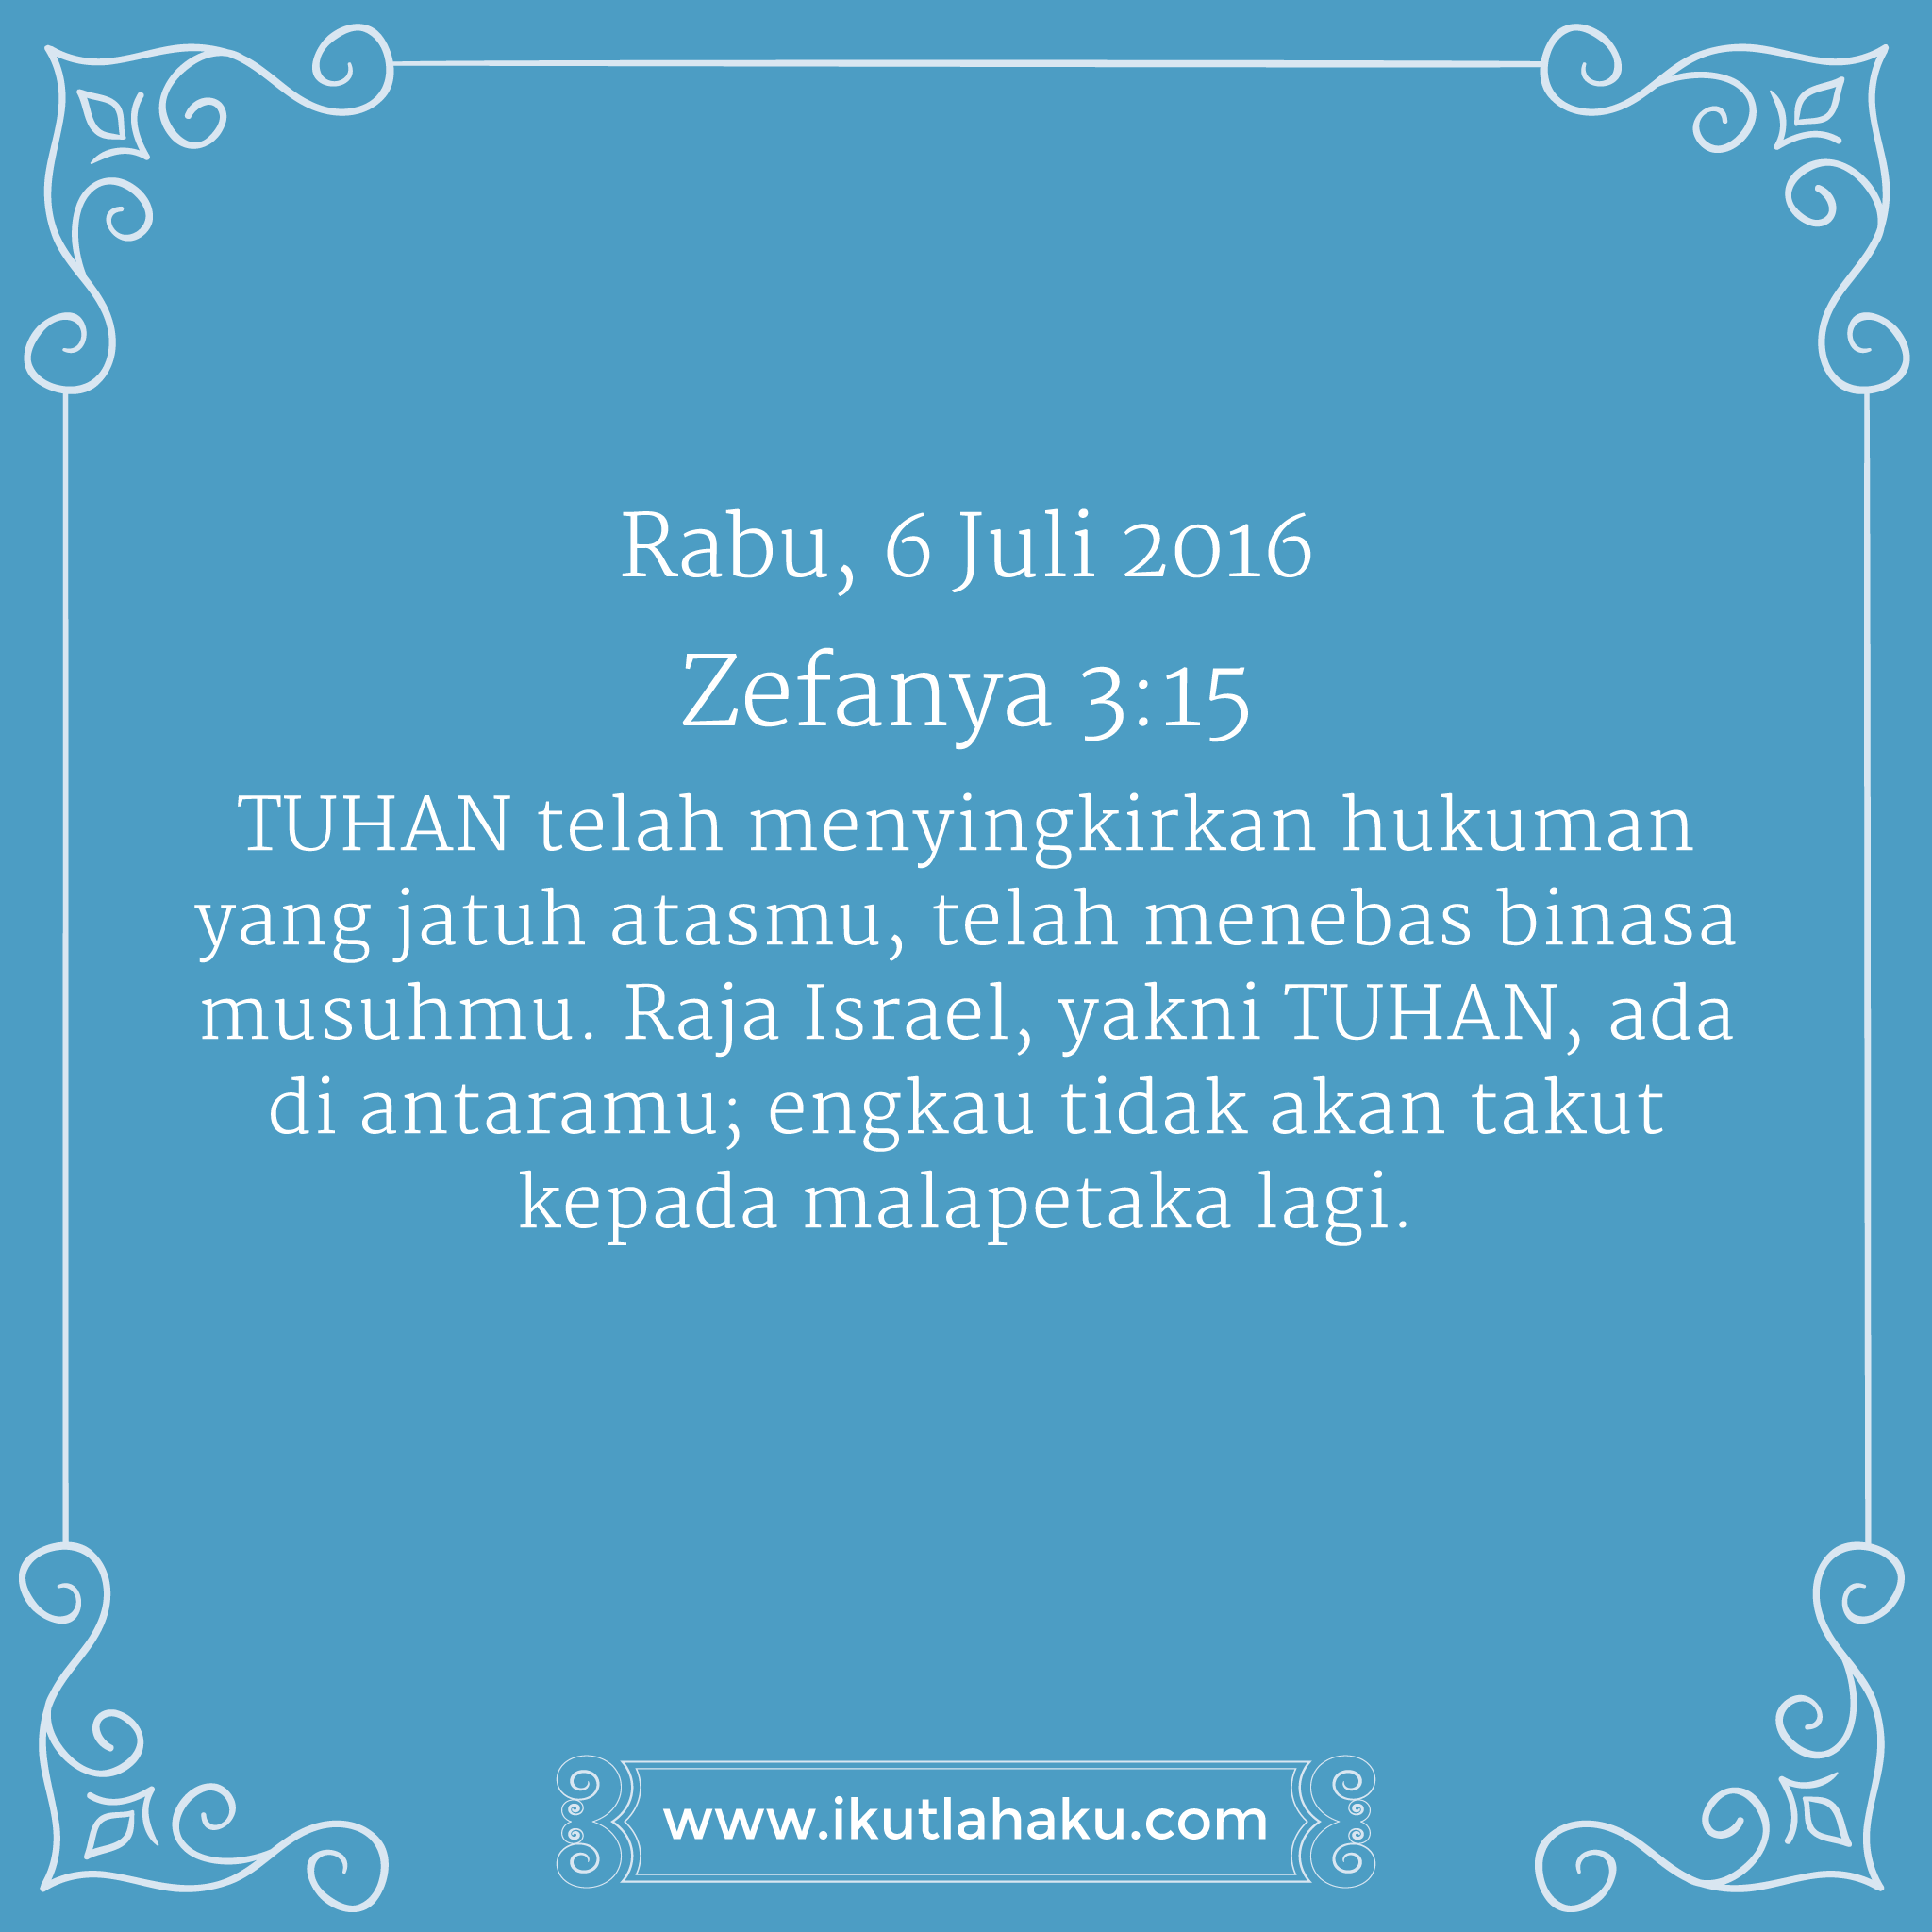 Rabu, 6 Juli 2016
Zefanya 3:15
TUHAN telah menyingkirkan hukuman
yang jatuh atasmu, telah menebas binasa
musuhmu. Raja Israel, yakni TUHAN, ada
di antaramu; engkau tidak akan takut
kepada malapetaka lagi.
www.ikutlahaku.com